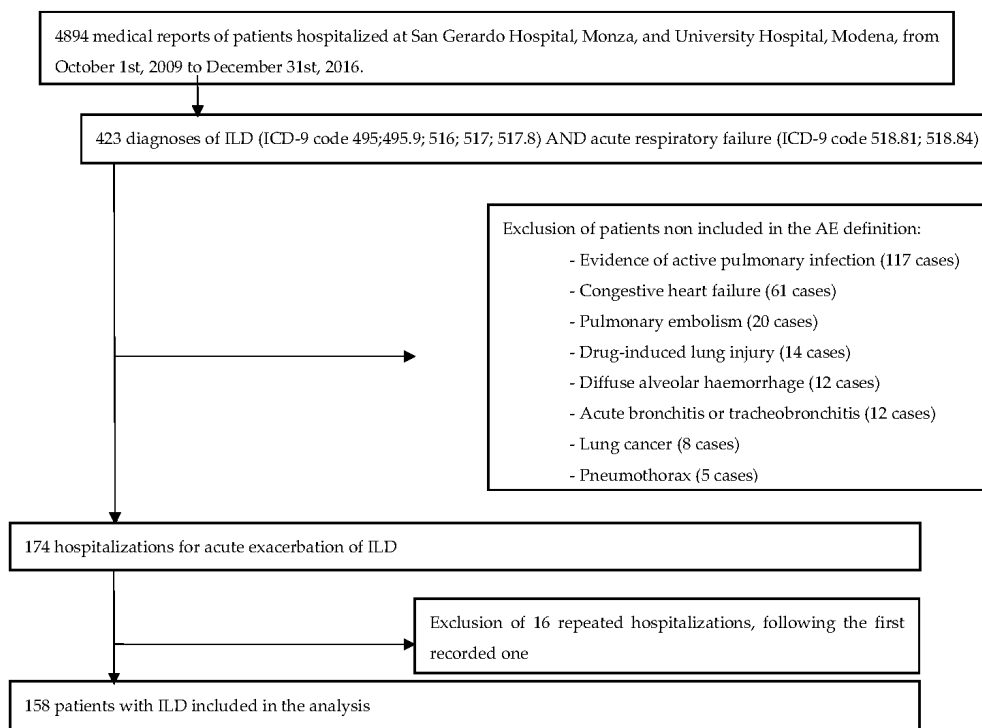 4894 medical reports of patients hospitalized at San Gerardo Hospital, Monza, and University Hospital, Modena, from
October 1st, 2009 to December 31st, 2016.
423 diagnoses of ILD (ICD-9 code 495;495.9; 516; 517; 517.8) AND acute respiratory failure (ICD-9 code 518.81; 518.84)
Exclusion of patients non included in the AE definition:
- Evidence of active pulmonary infection (117 cases)
- Congestive heart failure (61 cases)
- Pulmonary embolism (20 cases)
- Drug-induced lung injury (14 cases)
- Diffuse alveolar haemorrhage (12 cases)
- Acute bronchitis or tracheobronchitis (12 cases)
- Lung cancer (8 cases)
- Pneumothorax (5 cases)
174 hospitalizations for acute exacerbation of ILD
Exclusion of 16 repeated hospitalizations, following the first
recorded one
158 patients with ILD included in the analysis